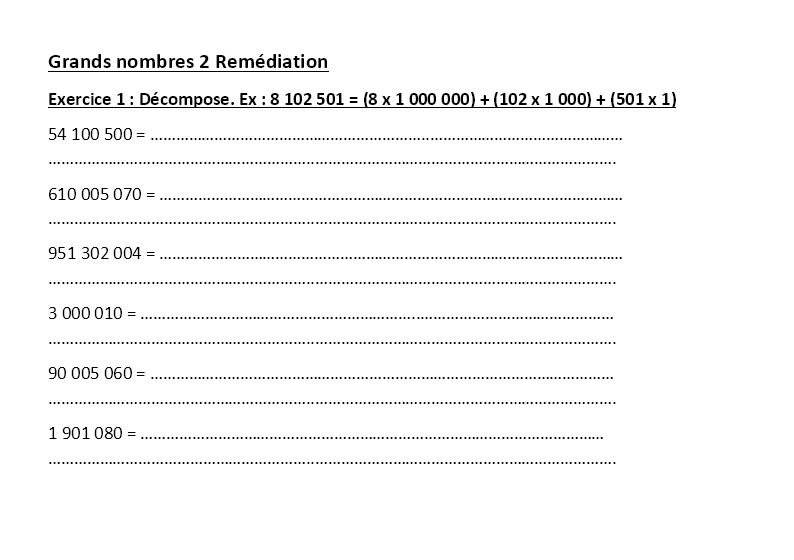 Grands nombres 2 Remédiation
Exercice 1 : Décompose. Ex : 8 102 501 = (8 x 1 000 000) + (102 x 1 000) + (501 x 1)
54 100 500 = ……………………………………………………………………………………………
………………………………………………………………………………………………………………….
610 005 070 = ……………………………………………………………………………………………
………………………………………………………………………………………………………………….
951 302 004 = ……………………………………………………………………………………………
………………………………………………………………………………………………………………….
3 000 010 = ……………………………………………………………………………………………
………………………………………………………………………………………………………………….
90 005 060 = ……………………………………………………………………………………………
………………………………………………………………………………………………………………….
1 901 080 = ……………………………………………………………………………………………
………………………………………………………………………………………………………………….